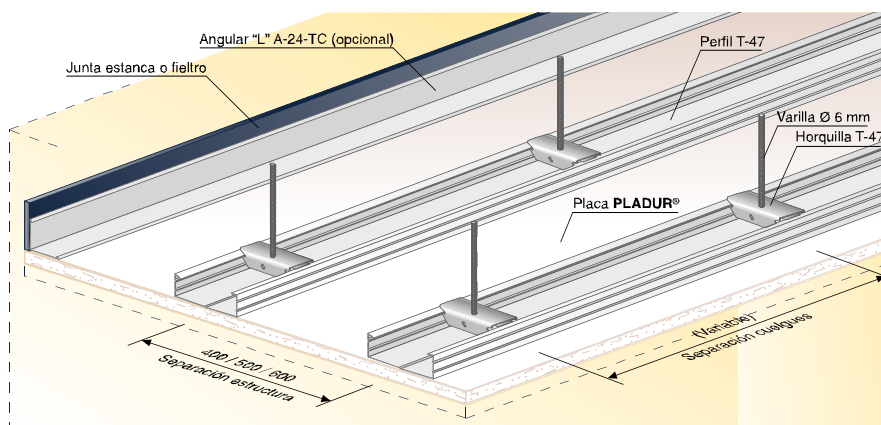 Angular “L” A-24-TC (opcional)
Perfil T-47
Junta estanca o fieltro
Varilla Ø 6 mm
Horquilla T-47
Placa PLADUR®
(Variable)
Separación cuelgues
400 / 500 / 600
Separación estructura